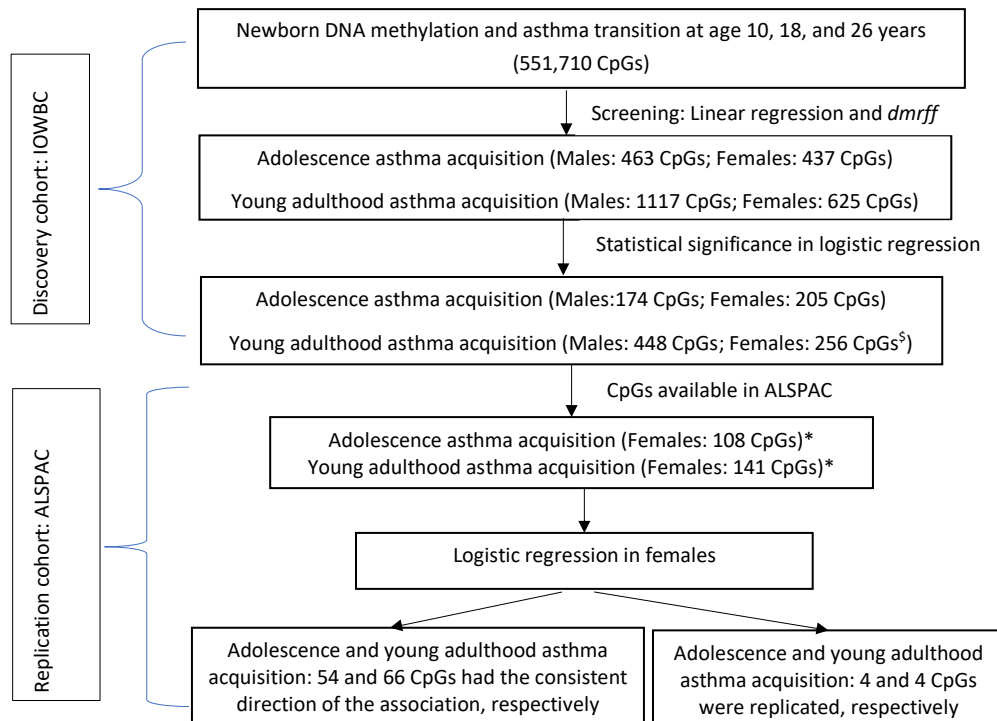 Newborn DNA methylation and asthma transition at age 10, 18, and 26 years
(551,710 CpGs)
Screening: Linear regression and dmrff
Adolescence asthma acquisition (Males: 463 CpGs; Females: 437 CpGs)
Young adulthood asthma acquisition (Males: 1117 CpGs; Females: 625 CpGs)
Statistical significance in logistic regression
Adolescence asthma acquisition (Males:174 CpGs; Females: 205 CpGs)
Young adulthood asthma acquisition (Males: 448 CpGs; Females: 256 CpGs$)
Discovery cohort: IOWBC
CpGs available in ALSPAC
Adolescence asthma acquisition (Females: 108 CpGs)*
Young adulthood asthma acquisition (Females: 141 CpGs)*
Logistic regression in females
Adolescence and young adulthood asthma
acquisition: 54 and 66 CpGs had the consistent
direction of the association, respectively
Adolescence and young adulthood
asthma acquisition: 4 and 4 CpGs
were replicated, respectively
Replication cohort: ALSPAC